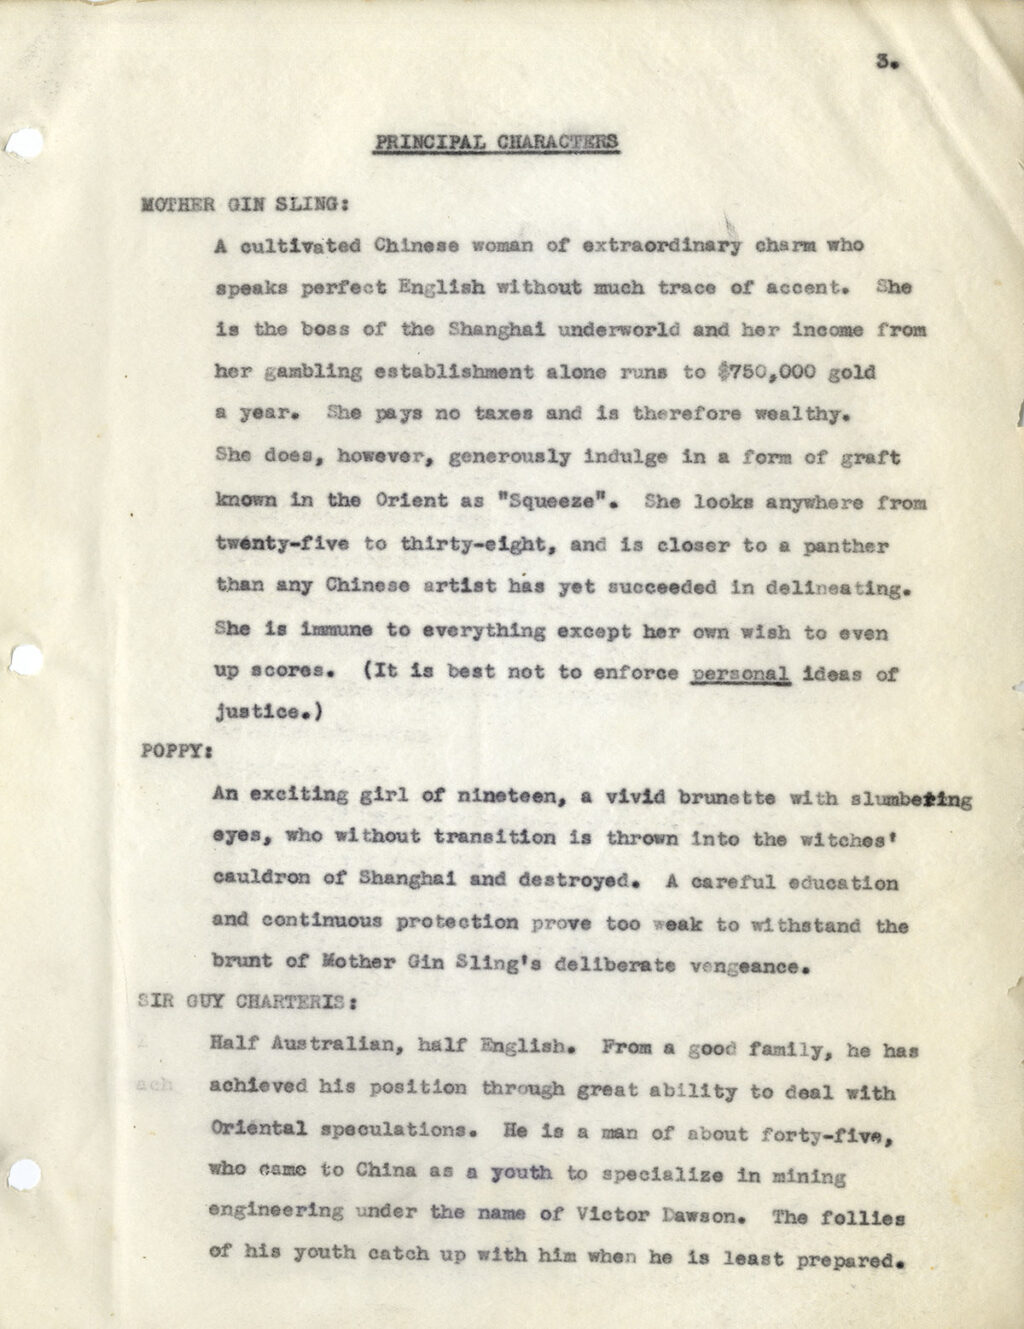 3.
PRINCIPAL CHARACTERS
MOTHER GIN SLING:
A cultivated Chinese woman of extraordinary charm who
speaks perfect English without much trace of accent. She
is the boss of the Shanghai underworld and her income from
her gambling establishment alone runs to $750,000 gold
a year. She pays no taxes and is therefore wealthy.
She does, however, generously indulge in a form of graft
known in the Orient as "Squeeze". She looks anywhere from
twenty-five to thirty-eight, and is closer to a panther
than any Chinese artist has yet succeeded in delineating.
She is immune to everything except her own wish to even
up scores. (It is best not to enforce personal ideas of
justice.)
POPPY:
An exciting girl of nineteen, a vivid brunette with slumbering
eyes, who without transition is thrown into the witches'
cauldron of Shanghai and destroyed. A careful education
and continuous protection prove too weak to withstand the
brunt of Mother Gin Sling's deliberate vengeance.
SIR GUY CHARTERIS:
Half Australian, half English. From a good family, he has
ach achieved his position through great ability to deal with
Oriental speculations. He is a man of about forty-five,
who came to China as a youth to specialize in mining
engineering under the name of Victor Dawson. The follies
of his youth catch up with him when he is least prepared.